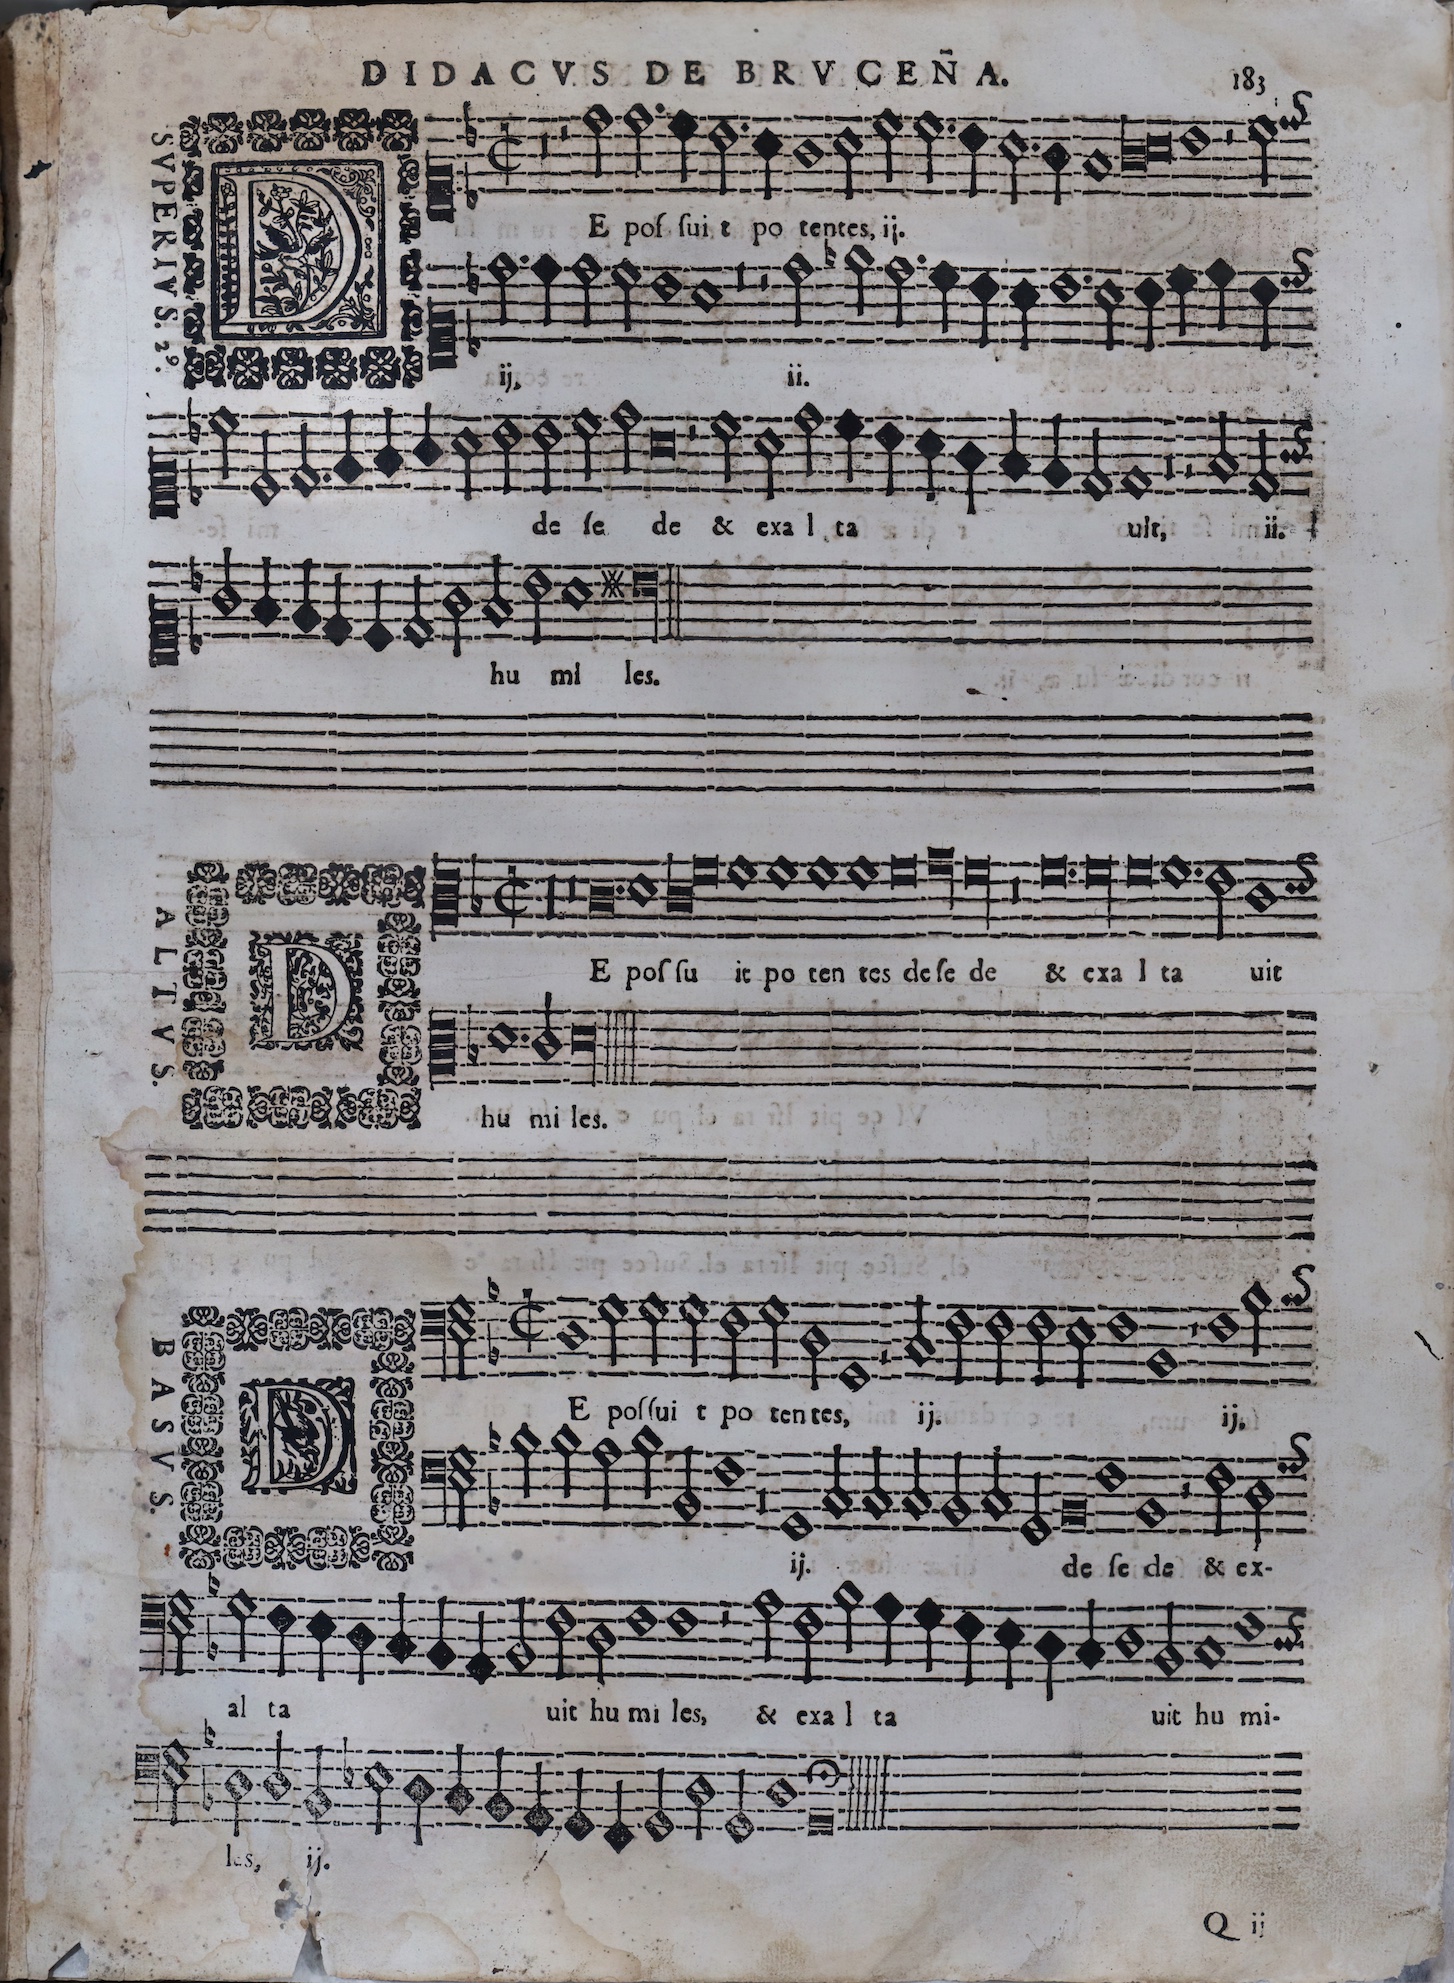 DIDACVS DE BRVCEÑA.
183
SVPERIVS. 2º.
D
E poſ ſui t po tentes, ij.
ij, ii.
de ſe de & exa l ta uit, ii.
hu mi les.
ALTVS.
D
E poſ ſu it po ten tes de ſe de & exa l ta uit
hu mi les.
BASVS.
D
E poſſui t po tentes, ij. ij.
ij. de ſe de & ex-
al ta uit hu mi les, & exa l ta uit hu mi-
les, ij.
Q ij